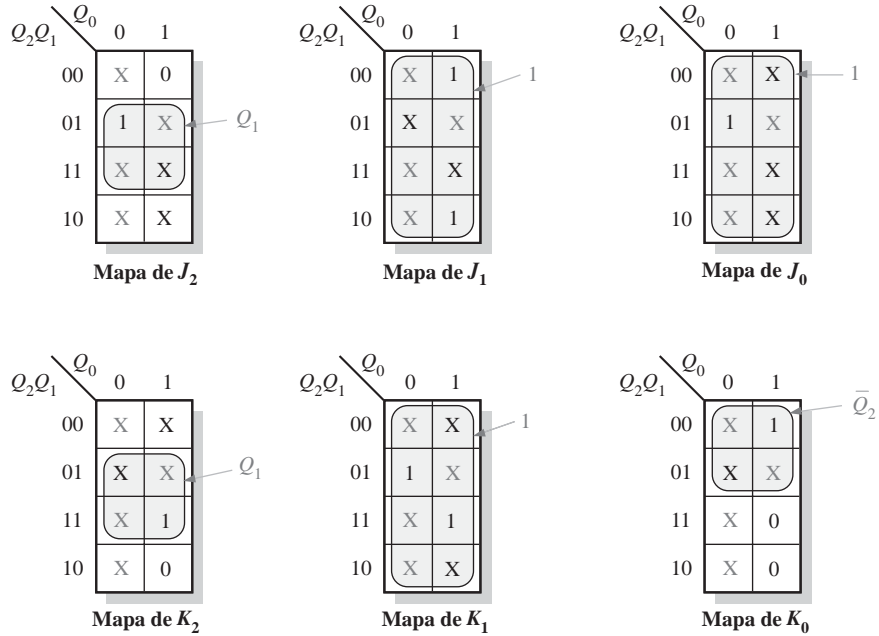 Q₀ Q₀ Q₀
Q₂Q₁ 0 1 Q₂Q₁ 0 1 Q₂Q₁ 0 1
00 X 0 00 X 1 1 00 X X 1
01 1 X Q₁ 01 X X 01 1 X
11 X X 11 X X 11 X X
10 X X 10 X 1 10 X X
Mapa de J₂ Mapa de J₁ Mapa de J₀
Q₀ Q₀ Q₀
Q₂Q₁ 0 1 Q₂Q₁ 0 1 Q₂Q₁ 0 1 Q̅₂
00 X X 00 X X 1 00 X 1
01 X X Q₁ 01 1 X 01 X X
11 X 1 11 X 1 11 X 0
10 X 0 10 X X 10 X 0
Mapa de K₂ Mapa de K₁ Mapa de K₀